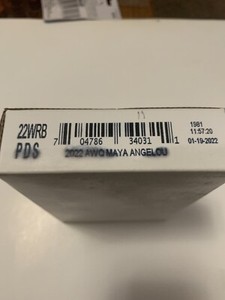 22WRB
PDS
7 04786 34031 1
2022 AWQ MAYA ANGELOU
1981
11:57:20
01-19-2022